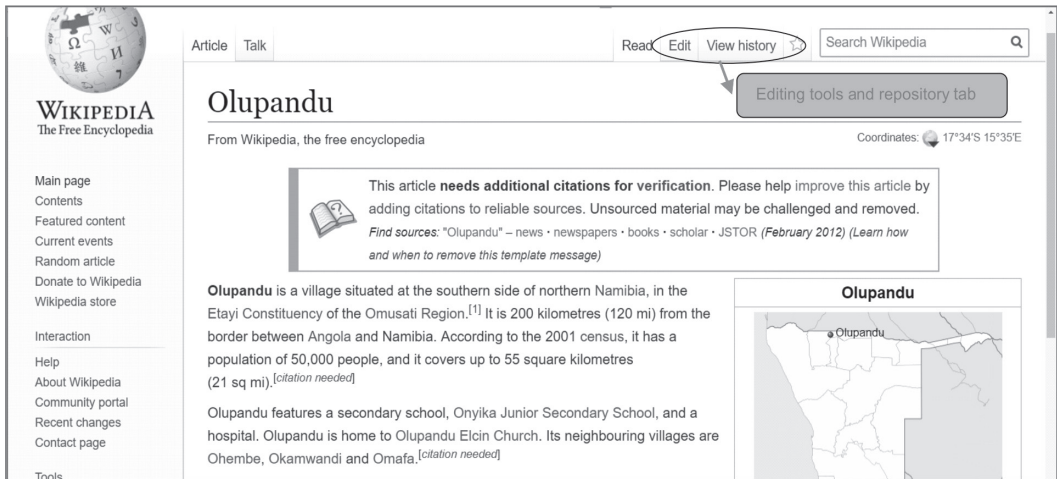 Ω W И 維 7
WIKIPEDIA
The Free Encyclopedia
Main page
Contents
Featured content
Current events
Random article
Donate to Wikipedia
Wikipedia store
Interaction
Help
About Wikipedia
Community portal
Recent changes
Contact page
Tools
Article Talk
Read Edit View history
Search Wikipedia
Editing tools and repository tab
Olupandu
From Wikipedia, the free encyclopedia
Coordinates: 17°34′S 15°35′E
This article needs additional citations for verification. Please help improve this article by
adding citations to reliable sources. Unsourced material may be challenged and removed.
Find sources: "Olupandu" – news · newspapers · books · scholar · JSTOR (February 2012) (Learn how
and when to remove this template message)
Olupandu is a village situated at the southern side of northern Namibia, in the
Etayi Constituency of the Omusati Region.[1] It is 200 kilometres (120 mi) from the
border between Angola and Namibia. According to the 2001 census, it has a
population of 50,000 people, and it covers up to 55 square kilometres
(21 sq mi).[citation needed]
Olupandu features a secondary school, Onyika Junior Secondary School, and a
hospital. Olupandu is home to Olupandu Elcin Church. Its neighbouring villages are
Ohembe, Okamwandi and Omafa.[citation needed]
Olupandu
Olupandu